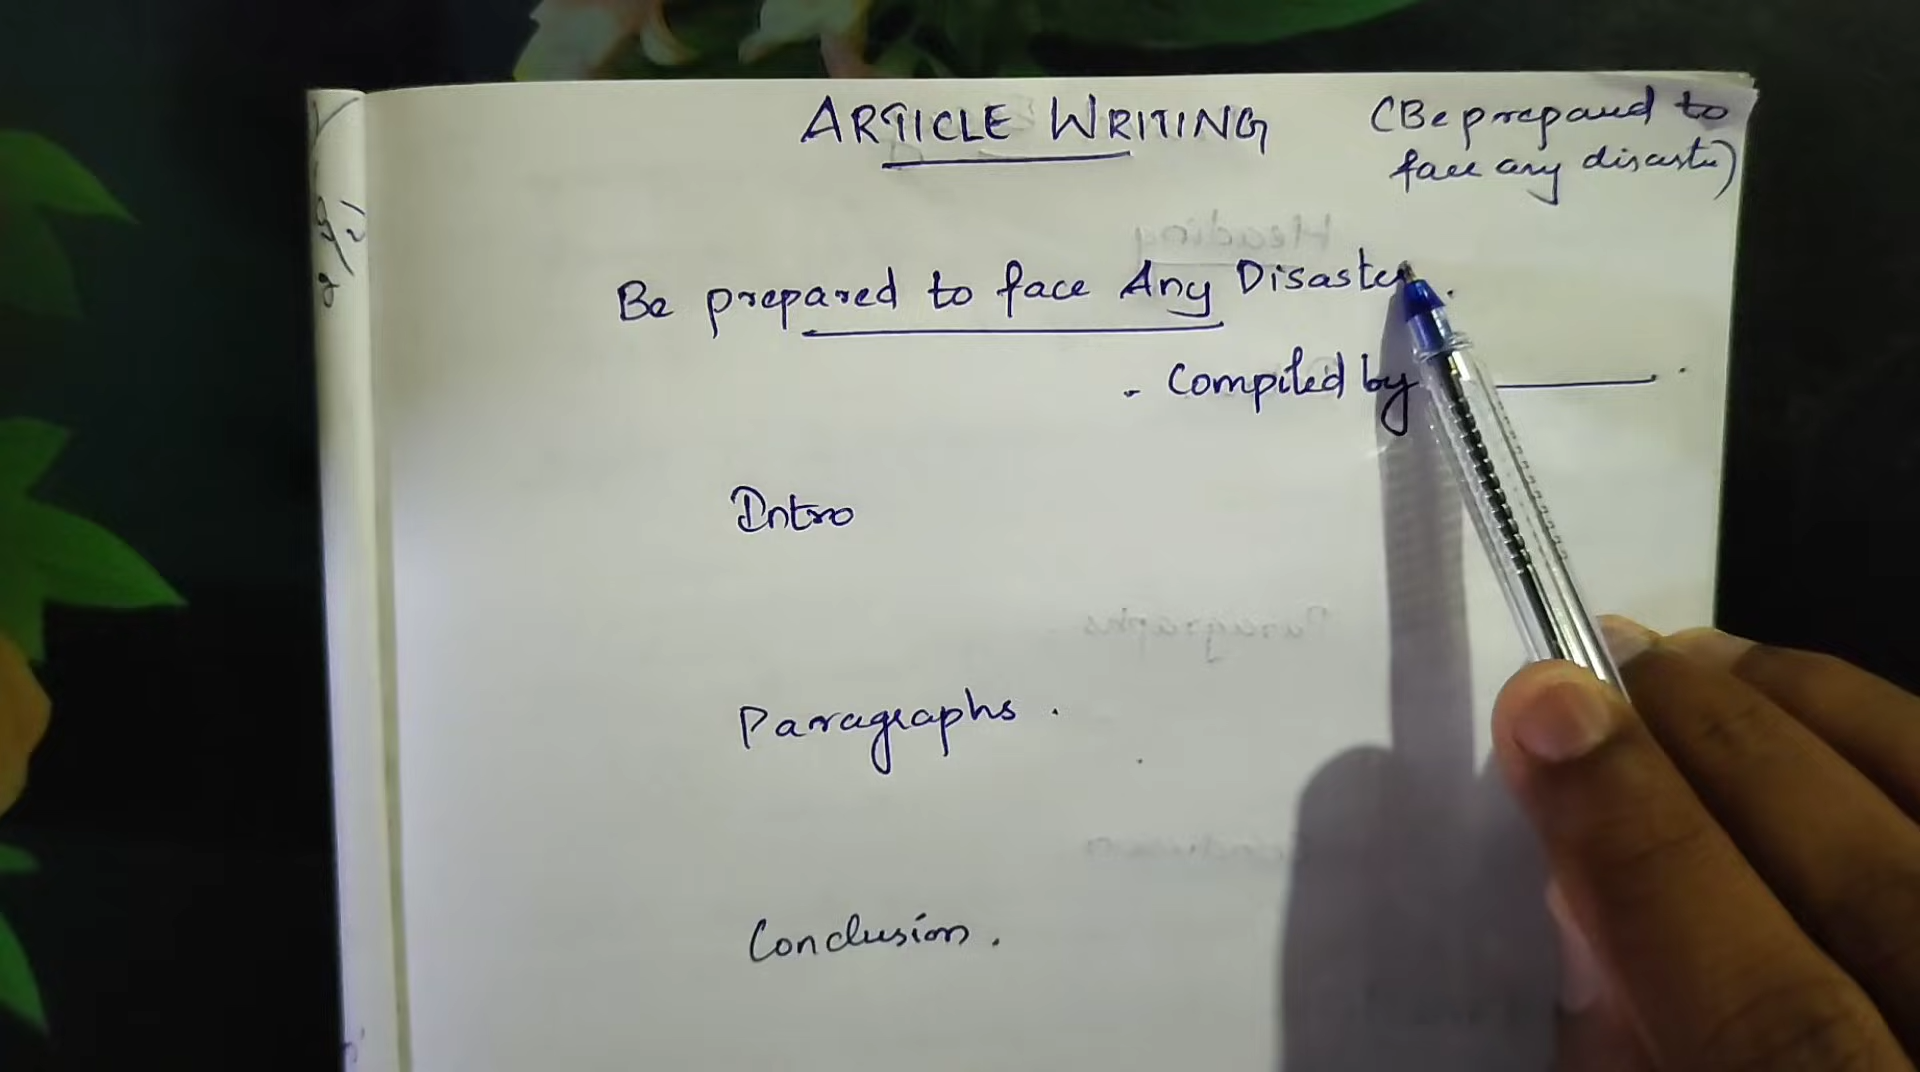 ARTICLE WRITING
(Be prepared to
face any disaster)
Be prepared to face Any Disaster.
- Compiled by ______.
Intro
Paragraphs.
Conclusion.